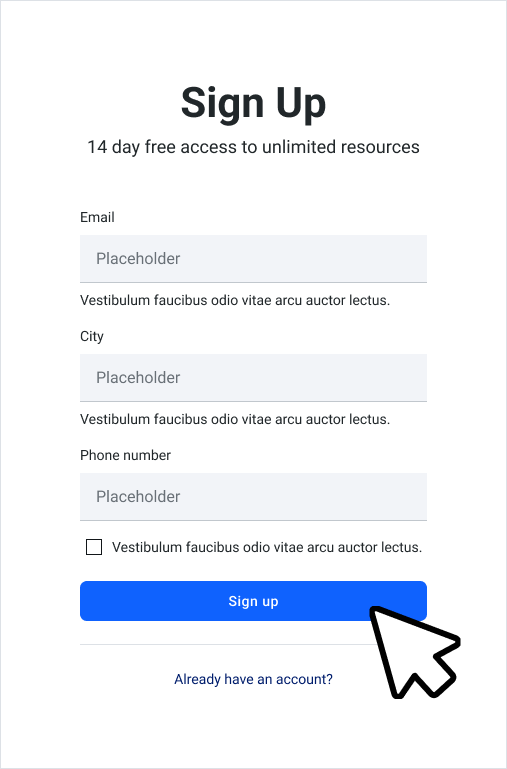 Sign Up
14 day free access to unlimited resources
Email
Placeholder
Vestibulum faucibus odio vitae arcu auctor lectus.
City
Placeholder
Vestibulum faucibus odio vitae arcu auctor lectus.
Phone number
Placeholder
Vestibulum faucibus odio vitae arcu auctor lectus.
Sign up
Already have an account?